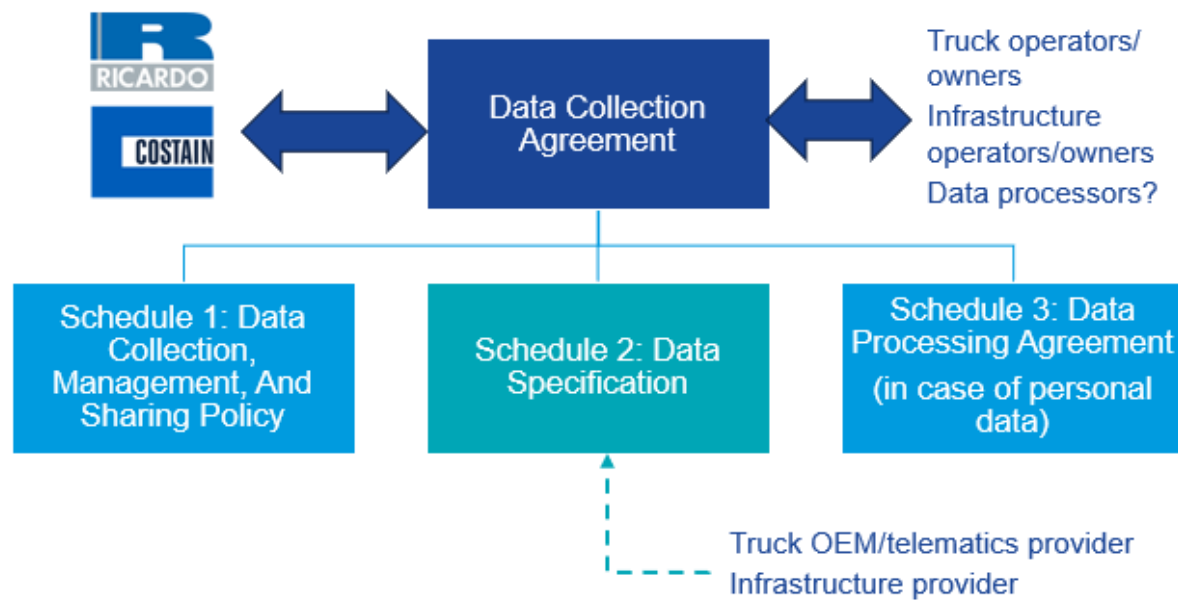 R
RICARDO
COSTAIN
Data Collection
Agreement
Truck operators/
owners
Infrastructure
operators/owners
Data processors?
Schedule 1: Data
Collection,
Management, And
Sharing Policy
Schedule 2: Data
Specification
Schedule 3: Data
Processing Agreement
(in case of personal
data)
Truck OEM/telematics provider
Infrastructure provider